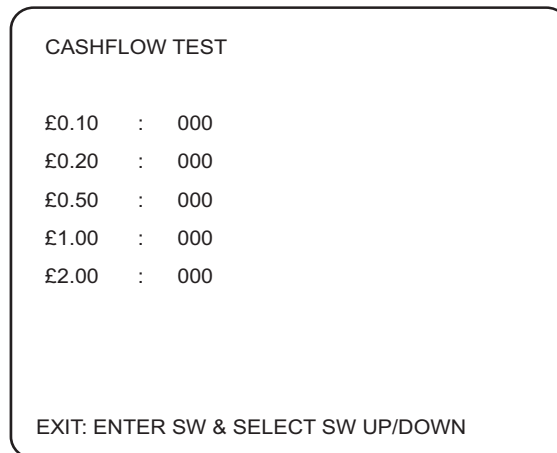 CASHFLOW TEST
£0.10 : 000
£0.20 : 000
£0.50 : 000
£1.00 : 000
£2.00 : 000
EXIT: ENTER SW & SELECT SW UP/DOWN